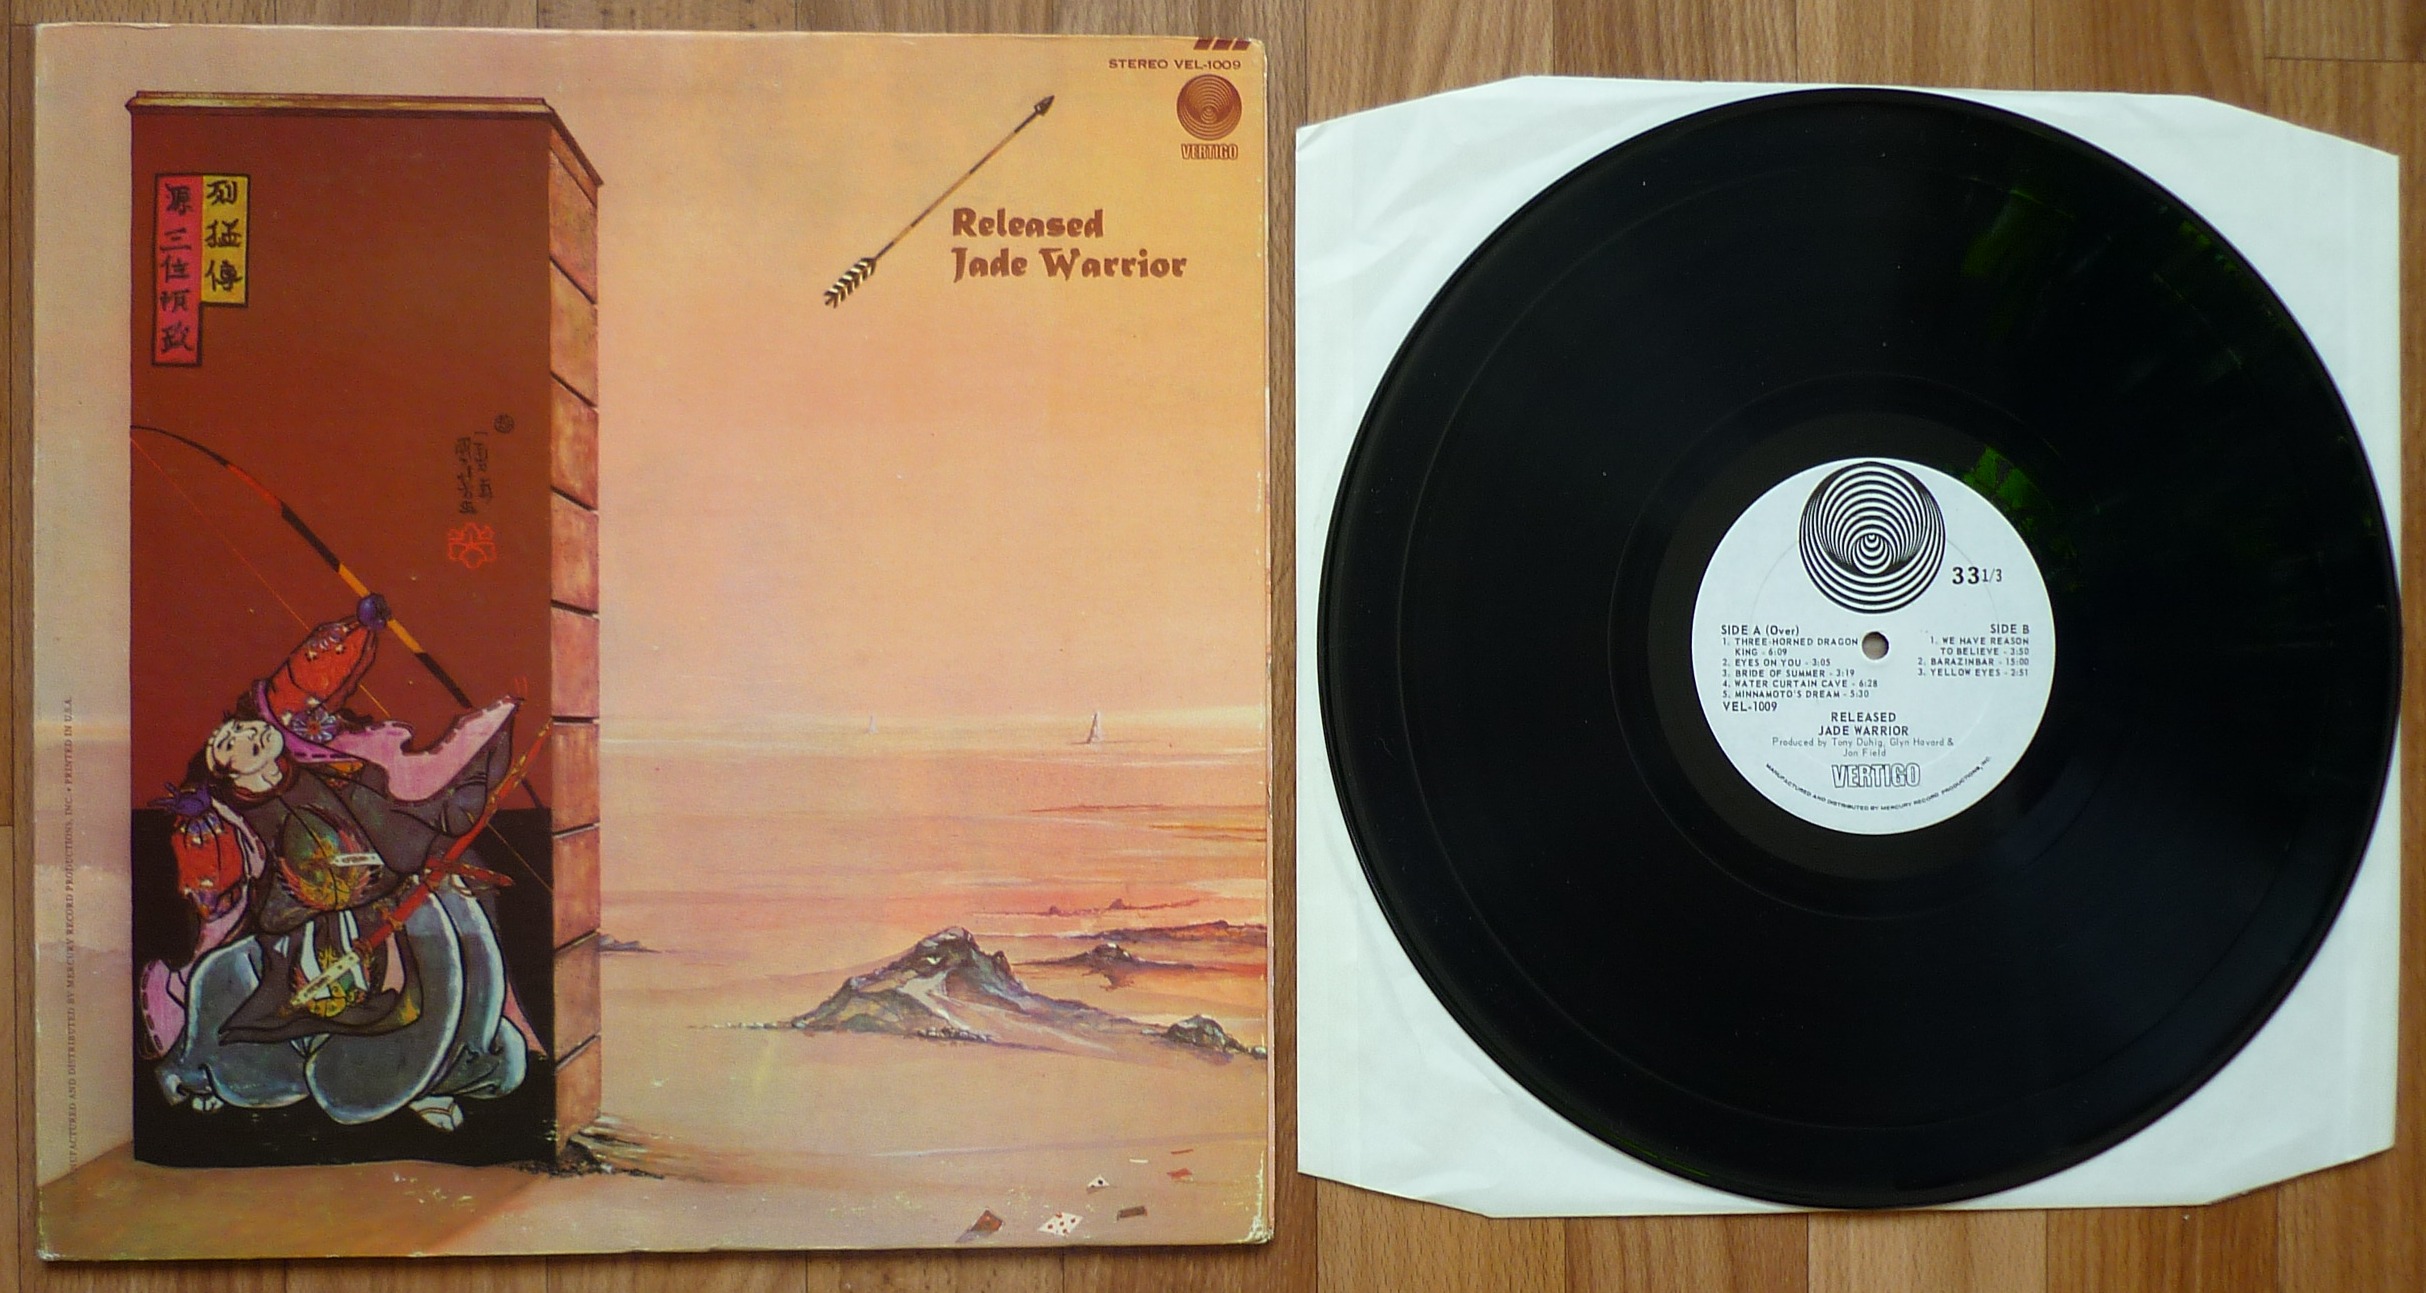 STEREO VEL-1009
VERTIGO
Released
Jade Warrior
列猛傳
源三位頼政
NUFACTURED AND DISTRIBUTED BY MERCURY RECORD PRODUCTIONS, INC. • PRINTED IN U.S.A.
33 1/3
SIDE A (Over)
1. THREE-HORNED DRAGON
KING - 6:09
2. EYES ON YOU - 3:05
3. BRIDE OF SUMMER - 3:19
4. WATER CURTAIN CAVE - 6:28
5. MINNAMOTO'S DREAM - 5:30
VEL-1009
SIDE B
1. WE HAVE REASON
TO BELIEVE - 3:50
2. BARAZINBAR - 15:00
3. YELLOW EYES - 2:51
RELEASED
JADE WARRIOR
Produced by Tony Duhig, Glyn Havard &
Jon Field
VERTIGO
MANUFACTURED AND DISTRIBUTED BY MERCURY RECORD PRODUCTIONS, INC.